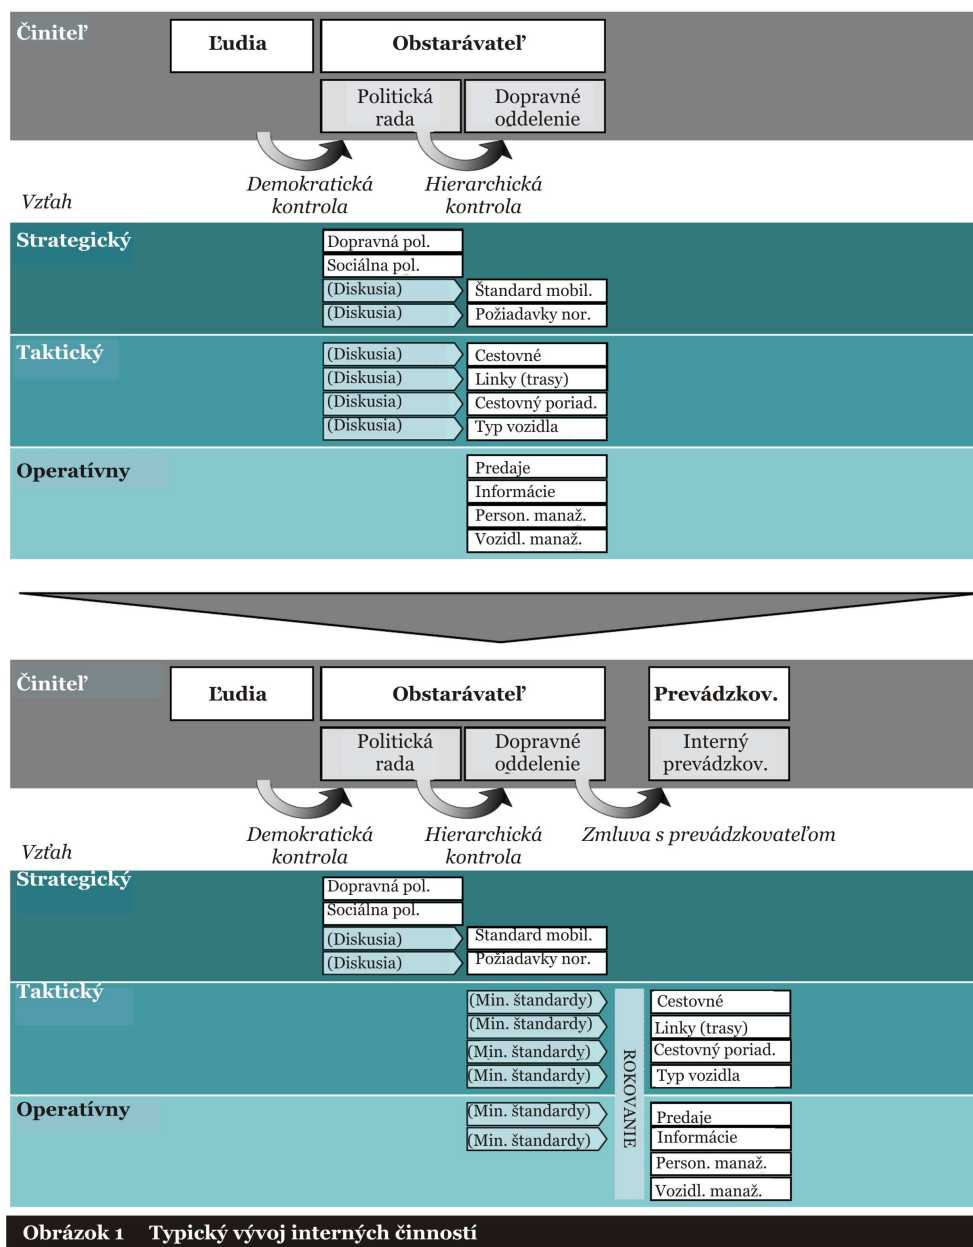 Činiteľ
Ľudia
Obstarávateľ
Politická
rada
Dopravné
oddelenie
Vzťah
Demokratická
kontrola
Hierarchická
kontrola
Strategický
Dopravná pol.
Sociálna pol.
(Diskusia)
Štandard mobil.
(Diskusia)
Požiadavky nor.
Taktický
(Diskusia)
Cestovné
(Diskusia)
Linky (trasy)
(Diskusia)
Cestovný poriad.
(Diskusia)
Typ vozidla
Operatívny
Predaje
Informácie
Person. manaž.
Vozidl. manaž.
Činiteľ
Ľudia
Obstarávateľ
Prevádzkov.
Politická
rada
Dopravné
oddelenie
Interný
prevádzkov.
Vzťah
Demokratická
kontrola
Hierarchická
kontrola
Zmluva s prevádzkovateľom
Strategický
Dopravná pol.
Sociálna pol.
(Diskusia)
Standard mobil.
(Diskusia)
Požiadavky nor.
Taktický
(Min. štandardy)
Cestovné
(Min. štandardy)
Linky (trasy)
(Min. štandardy)
Cestovný poriad.
(Min. štandardy)
Typ vozidla
ROKOVANIE
Operatívny
(Min. štandardy)
Predaje
(Min. štandardy)
Informácie
Person. manaž.
Vozidl. manaž.
Obrázok 1 Typický vývoj interných činností